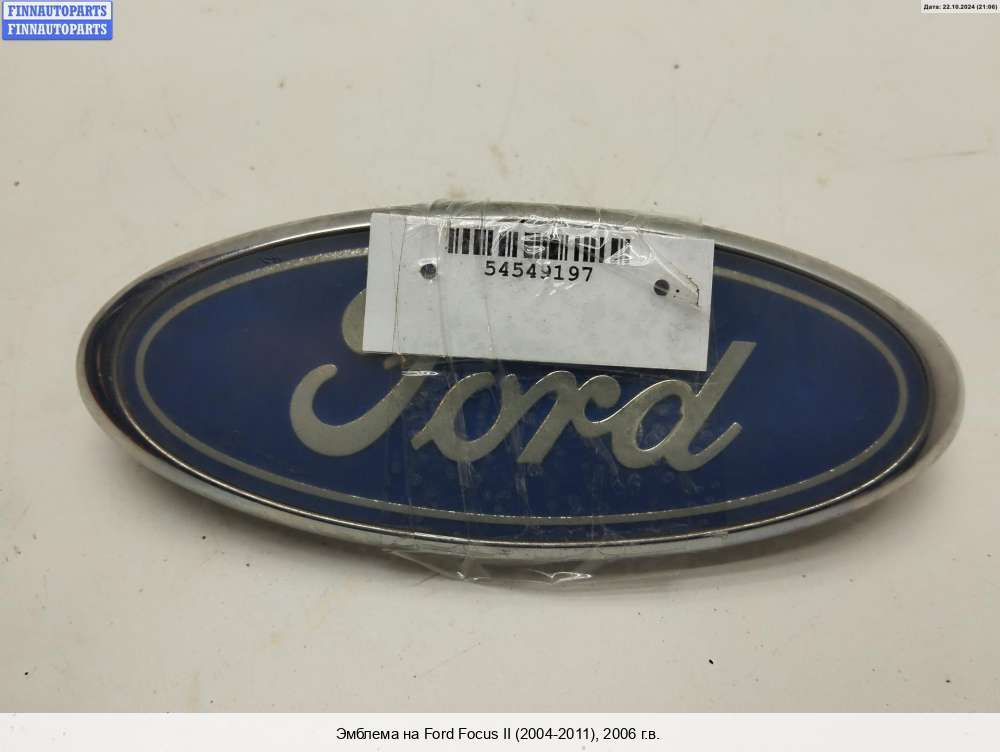 FINNAUTOPARTS
FINNAUTOPARTS
Дата: 22.10.2024 (21:06)
54549197
Ford
Эмблема на Ford Focus II (2004-2011), 2006 г.в.